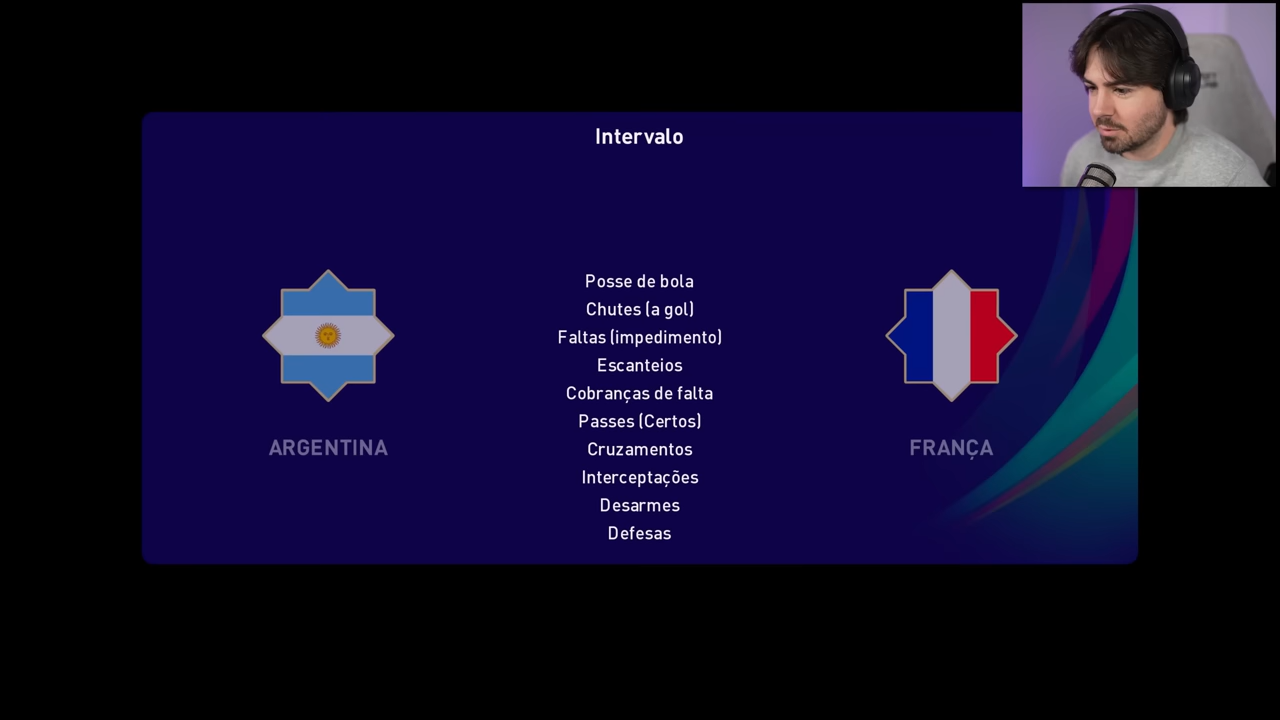 Intervalo
Posse de bola
Chutes (a gol)
Faltas (impedimento)
Escanteios
Cobranças de falta
Passes (Certos)
Cruzamentos
Interceptações
Desarmes
Defesas
ARGENTINA
FRANÇA